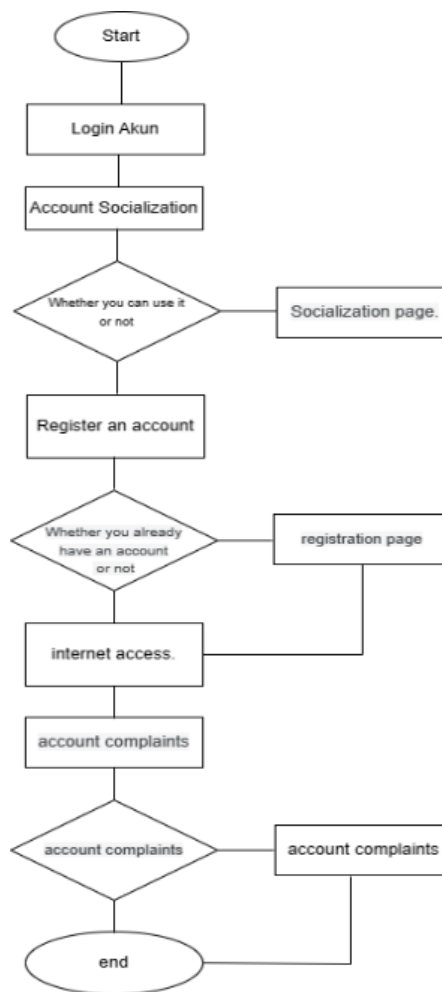 Start
Login Akun
Account Socialization
Whether you can use it
or not
Socialization page.
Register an account
Whether you already
have an account
or not
registration page
internet access.
account complaints
account complaints
account complaints
end